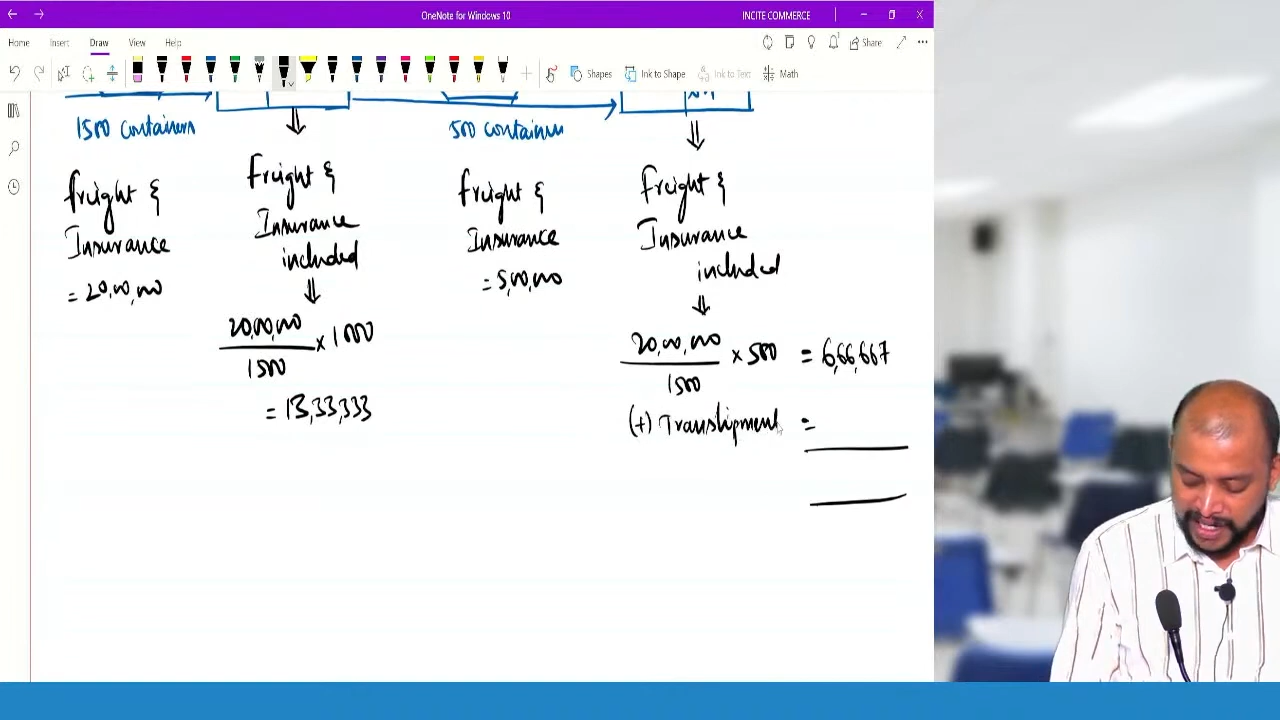 OneNote for Windows 10
INCITE COMMERCE
Home Insert Draw View Help
Share
Shapes Ink to Shape Ink to Text Math
1500 containers
500 container
freight &
Insurance
= 20,00,000
Freight &
Insurance
included
20,00,000 / 1500 × 1000
= 13,33,333
freight &
Insurance
= 5,00,000
Freight &
Insurance
included
20,00,000 / 1500 × 500 = 6,66,667
(+) Transhipment =